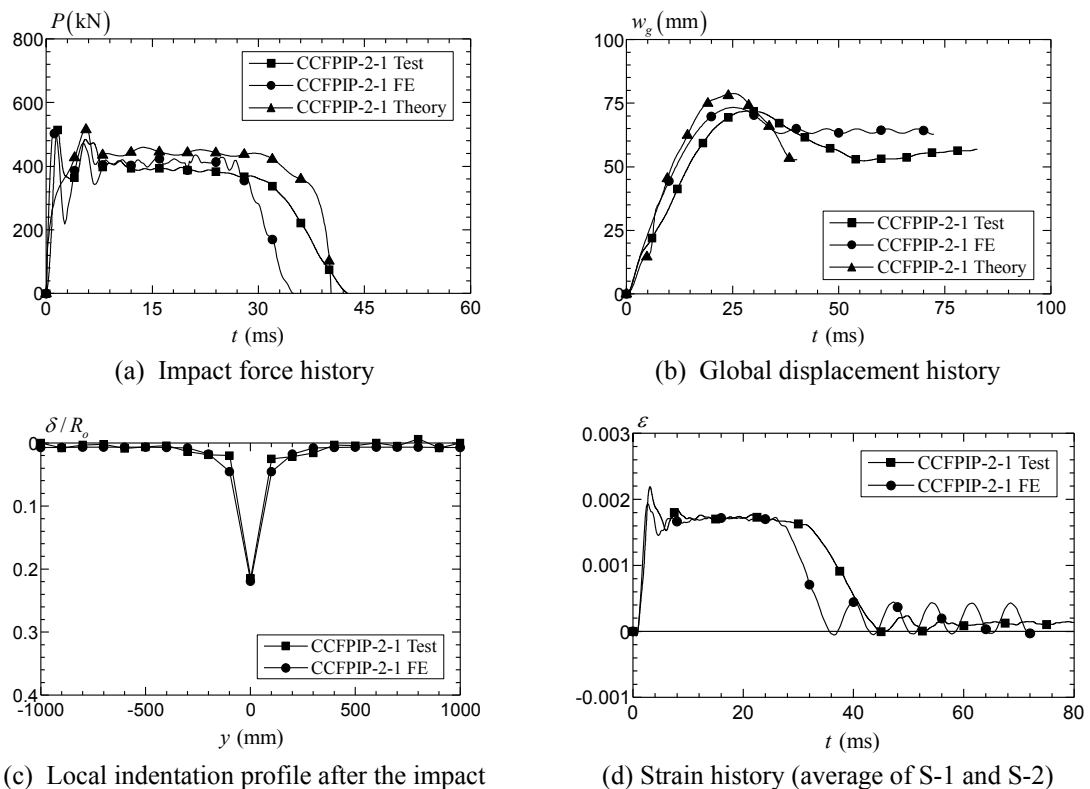 P(kN)
800
600
400
200
0
0 15 30 45 60
t (ms)
CCFPIP-2-1 Test
CCFPIP-2-1 FE
CCFPIP-2-1 Theory
(a) Impact force history
w_g (mm)
100
75
50
25
0
0 25 50 75 100
t (ms)
CCFPIP-2-1 Test
CCFPIP-2-1 FE
CCFPIP-2-1 Theory
(b) Global displacement history
δ/R_o
0
0.1
0.2
0.3
0.4
-1000 -500 0 500 1000
y (mm)
CCFPIP-2-1 Test
CCFPIP-2-1 FE
(c) Local indentation profile after the impact
ε
0.003
0.002
0.001
0
-0.001
0 20 40 60 80
t (ms)
CCFPIP-2-1 Test
CCFPIP-2-1 FE
(d) Strain history (average of S-1 and S-2)